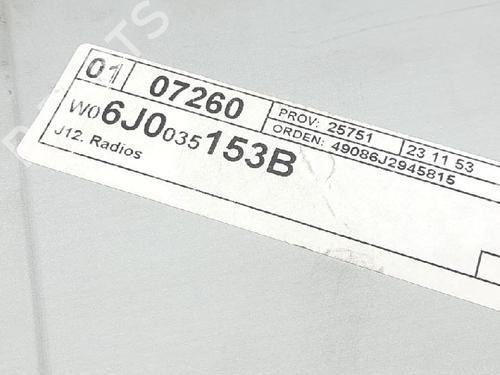 01 07260 PROV: 25751 23 11 53
ORDEN: 49086J2945815
W06J0035153B
J12. Radios